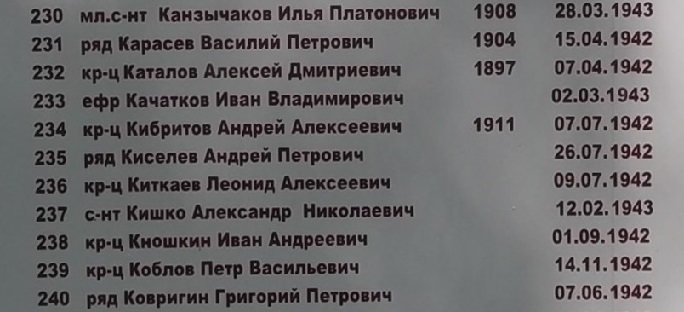 230 мл.с-нт Канзычаков Илья Платонович 1908 28.03.1943
231 ряд Карасев Василий Петрович 1904 15.04.1942
232 кр-ц Каталов Алексей Дмитриевич 1897 07.04.1942
233 ефр Качатков Иван Владимирович 02.03.1943
234 кр-ц Кибритов Андрей Алексеевич 1911 07.07.1942
235 ряд Киселев Андрей Петрович 26.07.1942
236 кр-ц Киткаев Леонид Алексеевич 09.07.1942
237 с-нт Кишко Александр Николаевич 12.02.1943
238 кр-ц Кношкин Иван Андреевич 01.09.1942
239 кр-ц Коблов Петр Васильевич 14.11.1942
240 ряд Ковригин Григорий Петрович 07.06.1942